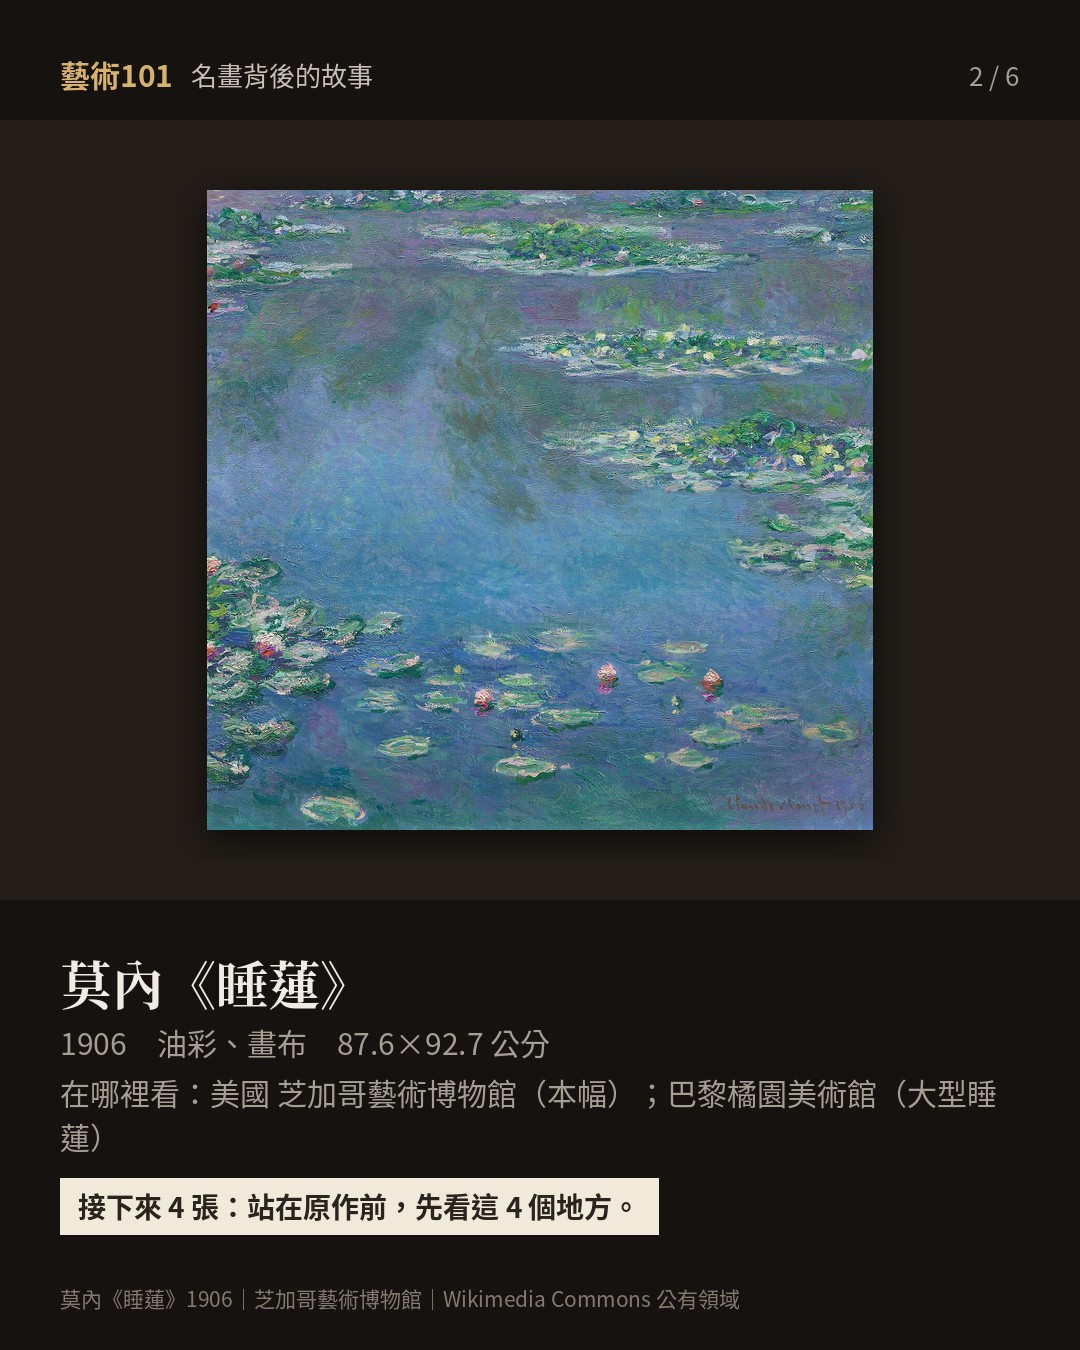 藝術101 名畫背後的故事
2 / 6
Claude Monet 1906
莫內《睡蓮》
1906 油彩、畫布 87.6×92.7 公分
在哪裡看：美國 芝加哥藝術博物館（本幅）；巴黎橘園美術館（大型睡
蓮）
接下來 4 張：站在原作前，先看這 4 個地方。
莫內《睡蓮》1906｜芝加哥藝術博物館｜Wikimedia Commons 公有領域